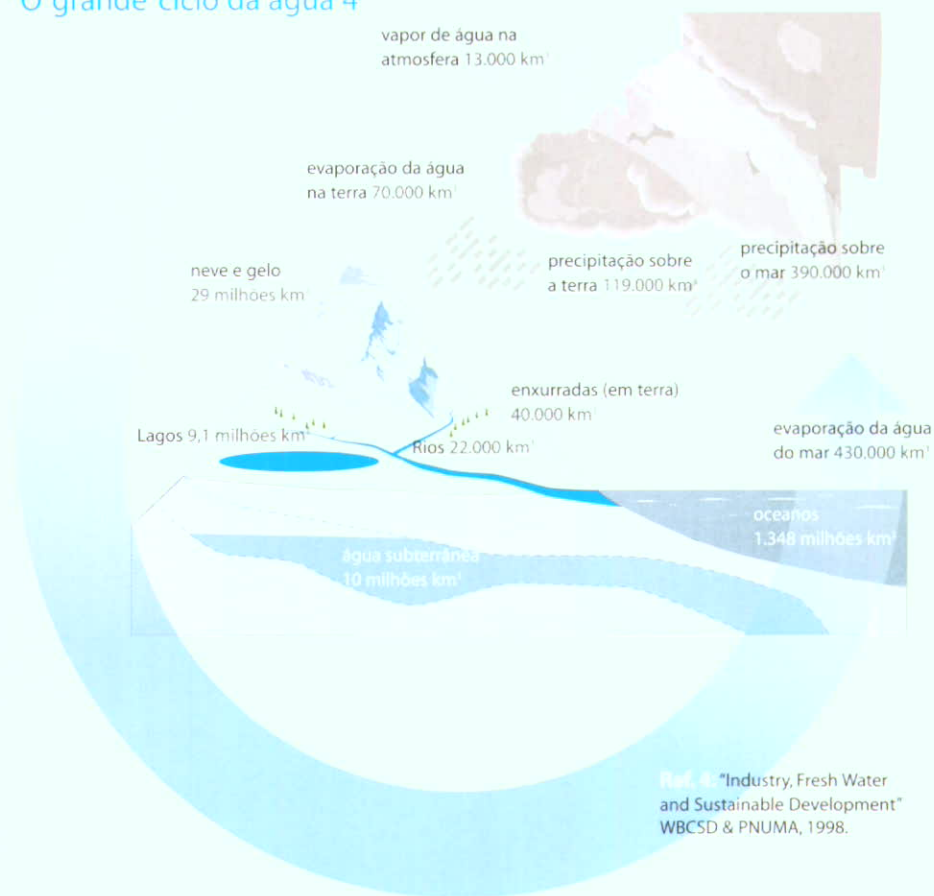 O grande ciclo da água 4
vapor de água na
atmosfera 13.000 km³
evaporação da água
na terra 70.000 km³
precipitação sobre
a terra 119.000 km³
precipitação sobre
o mar 390.000 km³
neve e gelo
29 milhões km³
enxurradas (em terra)
40.000 km³
Lagos 9,1 milhões km³
Rios 22.000 km³
evaporação da água
do mar 430.000 km³
oceanos
1.348 milhões km³
água subterrânea
10 milhões km³
Ref. 4: "Industry, Fresh Water
and Sustainable Development"
WBCSD & PNUMA, 1998.